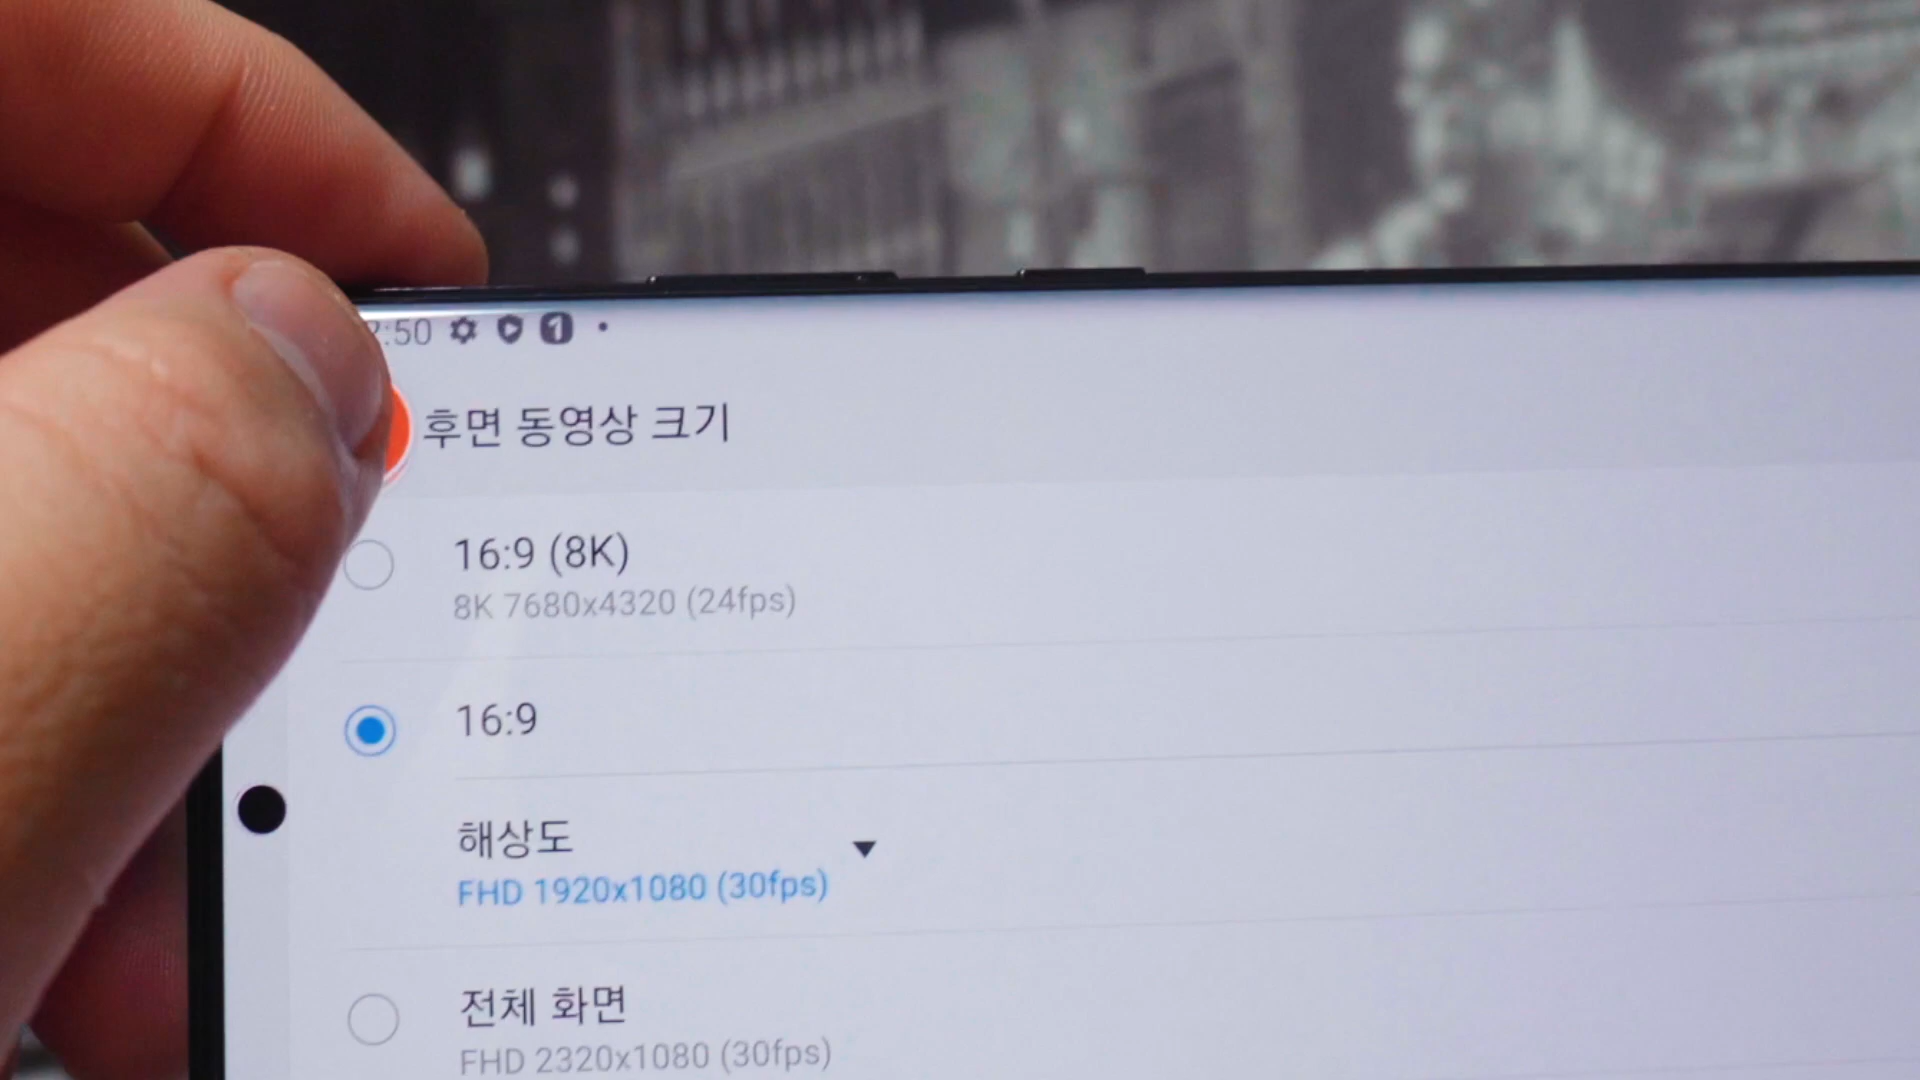 :50
후면 동영상 크기
16:9 (8K)
8K 7680x4320 (24fps)
16:9
해상도
FHD 1920x1080 (30fps)
전체 화면
FHD 2320x1080 (30fps)